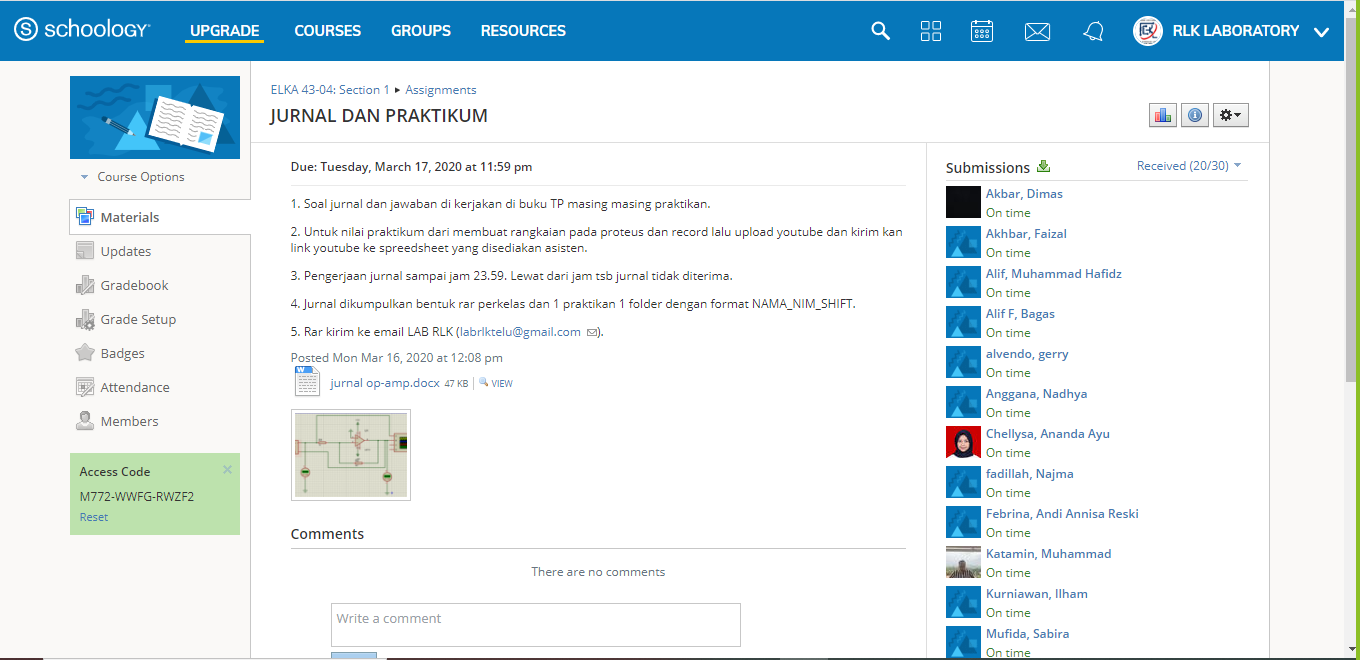 schoology
UPGRADE
COURSES
GROUPS
RESOURCES
RLK LABORATORY
Course Options
Materials
Updates
Gradebook
Grade Setup
Badges
Attendance
Members
Access Code
M772-WWFG-RWZF2
Reset
ELKA 43-04: Section 1 ▸ Assignments
JURNAL DAN PRAKTIKUM
Due: Tuesday, March 17, 2020 at 11:59 pm
1. Soal jurnal dan jawaban di kerjakan di buku TP masing masing praktikan.
2. Untuk nilai praktikum dari membuat rangkaian pada proteus dan record lalu upload youtube dan kirim kan
link youtube ke spreedsheet yang disediakan asisten.
3. Pengerjaan jurnal sampai jam 23.59. Lewat dari jam tsb jurnal tidak diterima.
4. Jurnal dikumpulkan bentuk rar perkelas dan 1 praktikan 1 folder dengan format NAMA_NIM_SHIFT.
5. Rar kirim ke email LAB RLK (labrlktelu@gmail.com).
Posted Mon Mar 16, 2020 at 12:08 pm
jurnal op-amp.docx 47 KB | VIEW
Comments
There are no comments
Write a comment
Submissions
Received (20/30)
Akbar, Dimas
On time
Akhbar, Faizal
On time
Alif, Muhammad Hafidz
On time
Alif F, Bagas
On time
alvendo, gerry
On time
Anggana, Nadhya
On time
Chellysa, Ananda Ayu
On time
fadillah, Najma
On time
Febrina, Andi Annisa Reski
On time
Katamin, Muhammad
On time
Kurniawan, Ilham
On time
Mufida, Sabira
On time